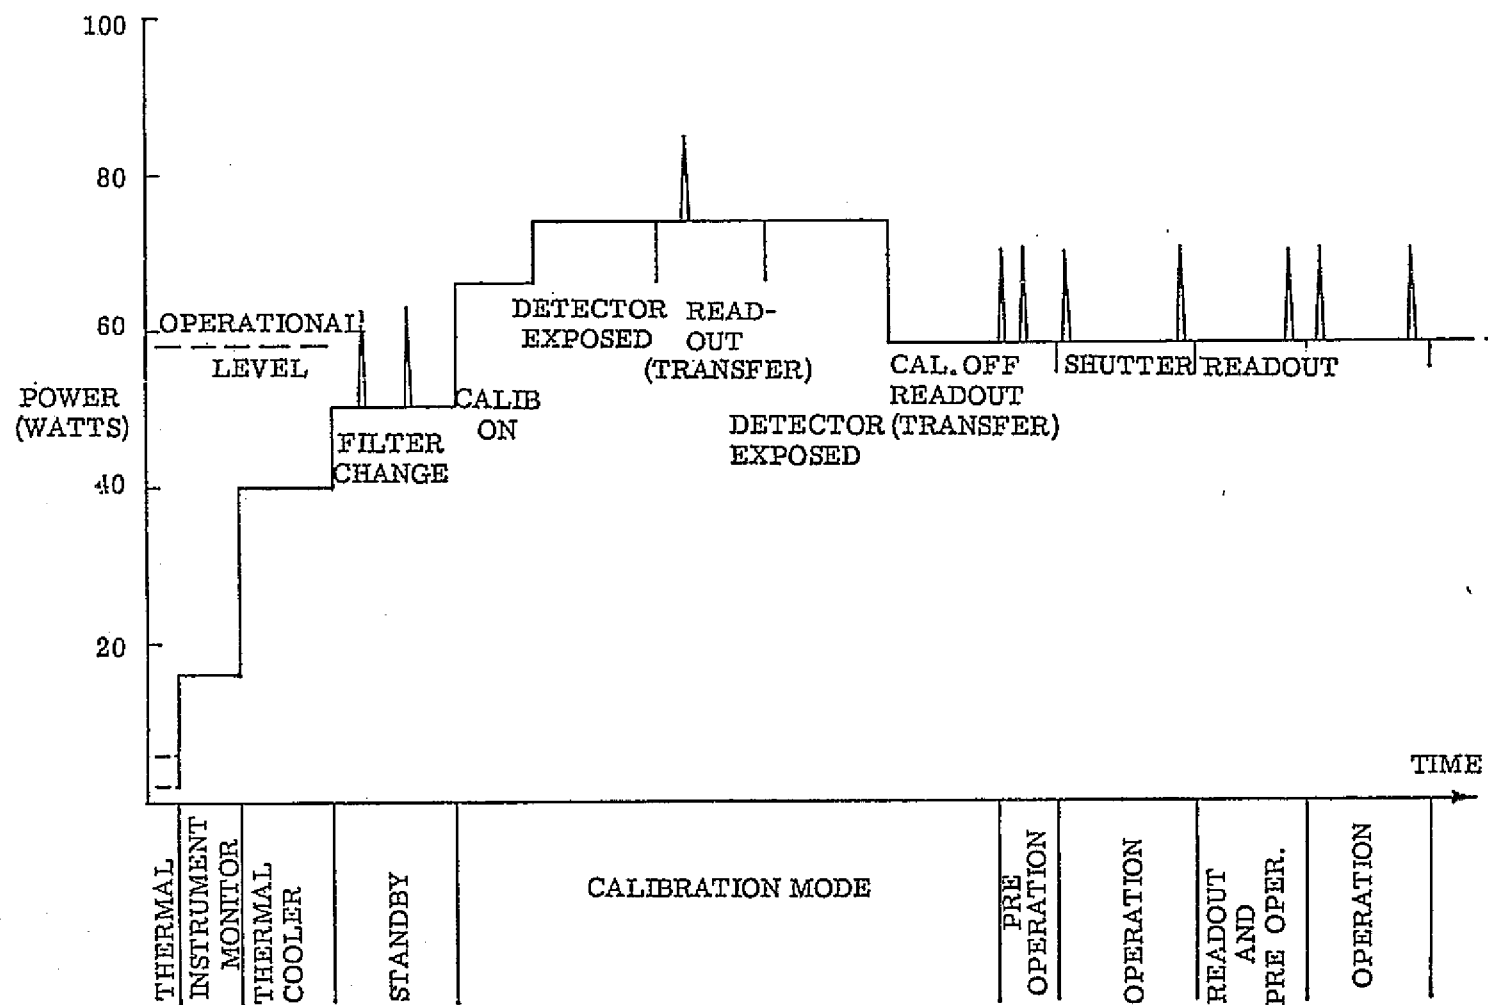 100
80
60
40
20
POWER
(WATTS)
OPERATIONAL
LEVEL
FILTER
CHANGE
CALIB
ON
DETECTOR
EXPOSED
READ-
OUT
(TRANSFER)
DETECTOR
EXPOSED
CAL. OFF
READOUT
(TRANSFER)
SHUTTER
READOUT
TIME
THERMAL
INSTRUMENT
MONITOR
THERMAL
COOLER
STANDBY
CALIBRATION MODE
PRE
OPERATION
OPERATION
READOUT
AND
PRE OPER.
OPERATION